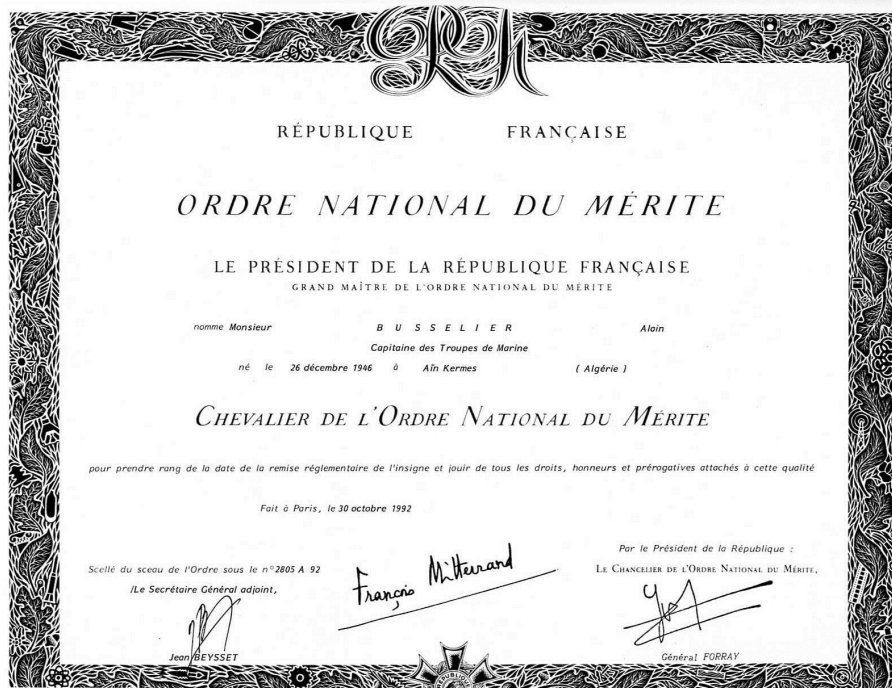 RÉPUBLIQUE FRANÇAISE
ORDRE NATIONAL DU MÉRITE
LE PRÉSIDENT DE LA RÉPUBLIQUE FRANÇAISE
GRAND MAÎTRE DE L'ORDRE NATIONAL DU MÉRITE
nomme Monsieur B U S S E L I E R Alain
Capitaine des Troupes de Marine
né le 26 décembre 1946 à Aïn Kermes ( Algérie )
CHEVALIER DE L'ORDRE NATIONAL DU MÉRITE
pour prendre rang de la date de la remise réglementaire de l'insigne et jouir de tous les droits, honneurs et prérogatives attachés à cette qualité
Fait à Paris, le 30 octobre 1992
Scellé du sceau de l'Ordre sous le n° 2805 A 92
/Le Secrétaire Général adjoint,
Jean BEYSSET
François Mitterrand
Par le Président de la République :
LE CHANCELIER DE L'ORDRE NATIONAL DU MÉRITE,
Général FORRAY